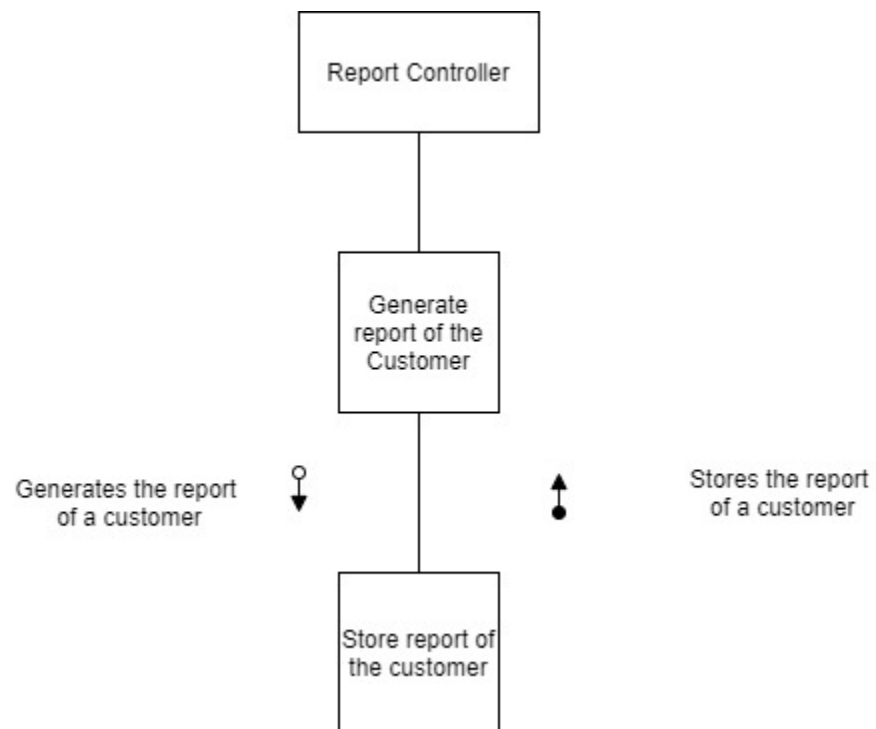 Report Controller
Generate
report of the
Customer
Generates the report
of a customer
Stores the report
of a customer
Store report of
the customer